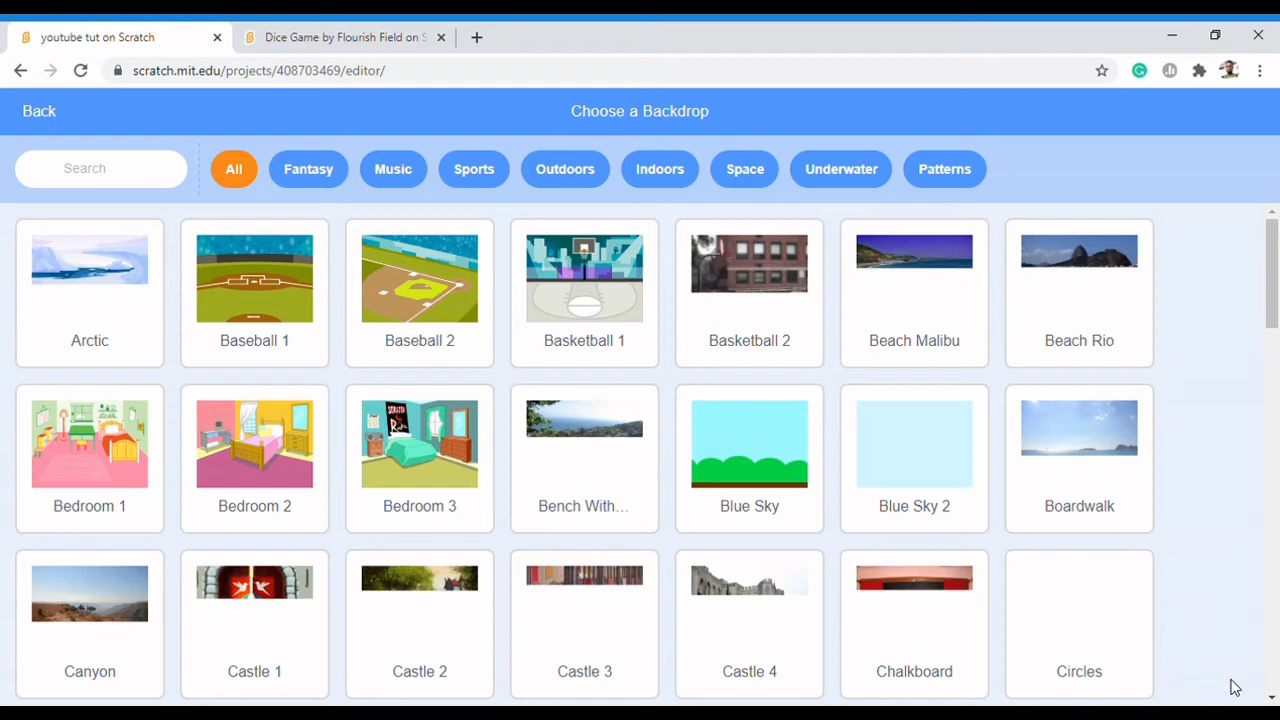 youtube tut on Scratch
Dice Game by Flourish Field on S
scratch.mit.edu/projects/408703469/editor/
Back
Choose a Backdrop
Search
All
Fantasy
Music
Sports
Outdoors
Indoors
Space
Underwater
Patterns
Arctic
Baseball 1
Baseball 2
Basketball 1
Basketball 2
Beach Malibu
Beach Rio
Bedroom 1
Bedroom 2
Bedroom 3
Bench With...
Blue Sky
Blue Sky 2
Boardwalk
Canyon
Castle 1
Castle 2
Castle 3
Castle 4
Chalkboard
Circles